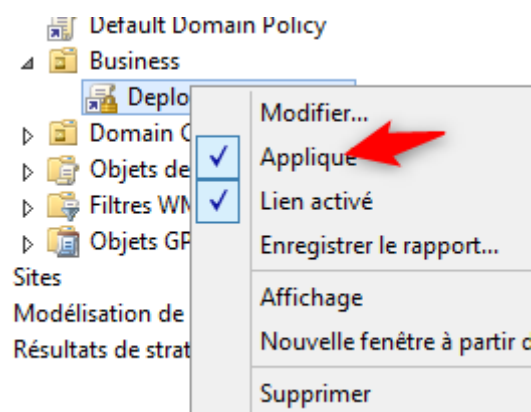 Default Domain Policy
Business
Deplo
Modifier...
Domain C
Appliqué
Objets de
Lien activé
Filtres WM
Enregistrer le rapport...
Objets GP
Sites
Affichage
Modélisation de
Nouvelle fenêtre à partir d
Résultats de strat
Supprimer